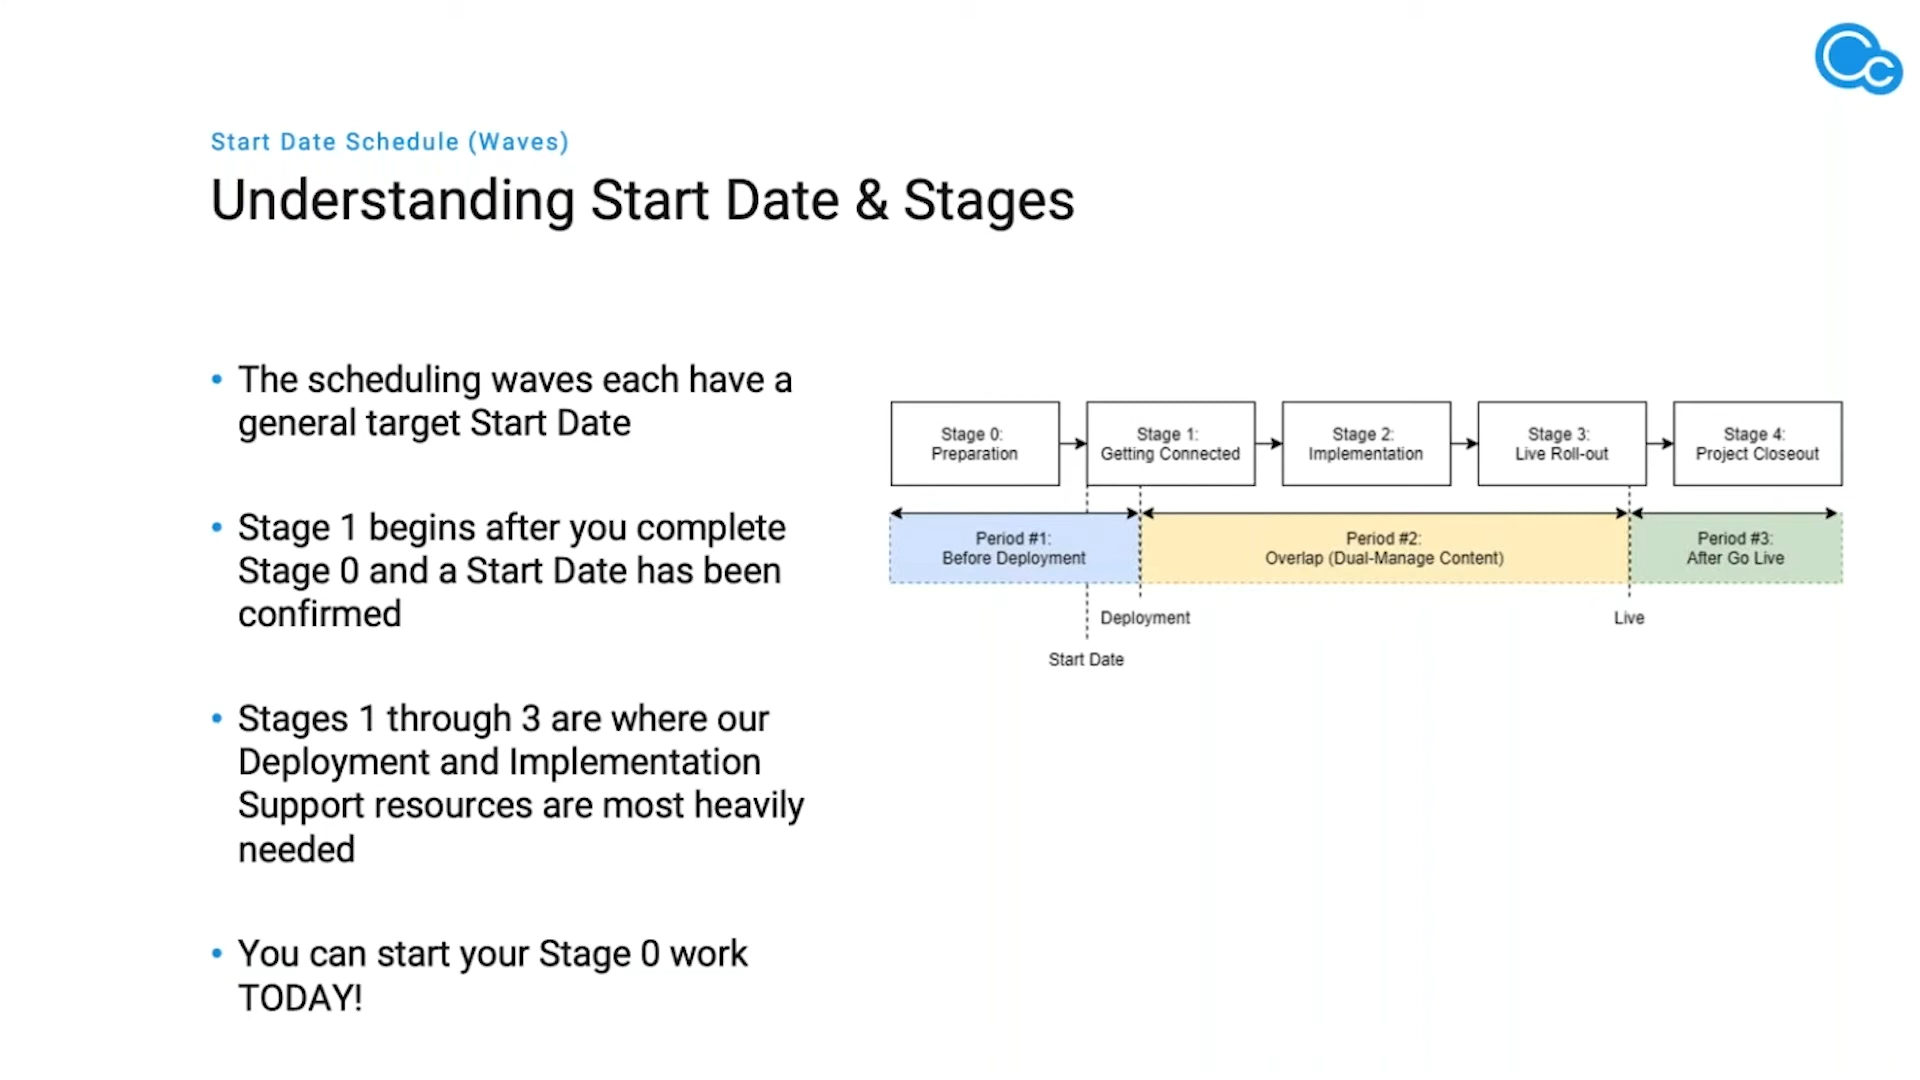 Cc
Start Date Schedule (Waves)
Understanding Start Date & Stages
• The scheduling waves each have a
general target Start Date
• Stage 1 begins after you complete
Stage 0 and a Start Date has been
confirmed
• Stages 1 through 3 are where our
Deployment and Implementation
Support resources are most heavily
needed
• You can start your Stage 0 work
TODAY!
Stage 0:
Preparation
Stage 1:
Getting Connected
Stage 2:
Implementation
Stage 3:
Live Roll-out
Stage 4:
Project Closeout
Period #1:
Before Deployment
Period #2:
Overlap (Dual-Manage Content)
Period #3:
After Go Live
Deployment
Live
Start Date